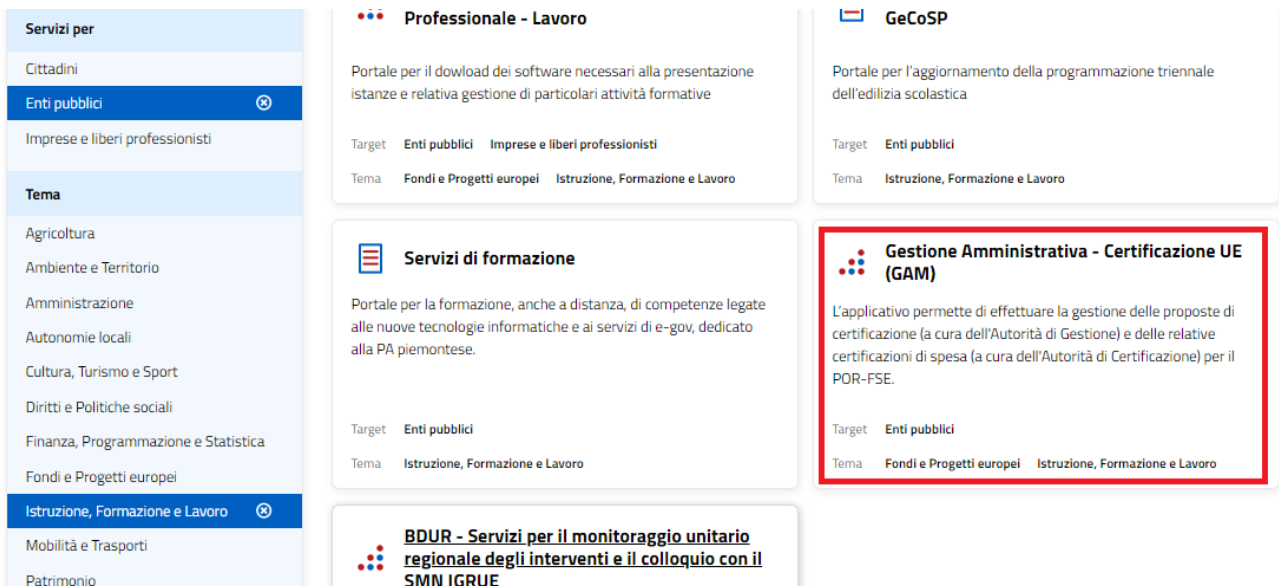 Servizi per
Cittadini
Enti pubblici
Imprese e liberi professionisti
Tema
Agricoltura
Ambiente e Territorio
Amministrazione
Autonomie locali
Cultura, Turismo e Sport
Diritti e Politiche sociali
Finanza, Programmazione e Statistica
Fondi e Progetti europei
Istruzione, Formazione e Lavoro
Mobilità e Trasporti
Patrimonio
Professionale - Lavoro
Portale per il dowload dei software necessari alla presentazione
istanze e relativa gestione di particolari attività formative
Target Enti pubblici Imprese e liberi professionisti
Tema Fondi e Progetti europei Istruzione, Formazione e Lavoro
GeCoSP
Portale per l'aggiornamento della programmazione triennale
dell'edilizia scolastica
Target Enti pubblici
Tema Istruzione, Formazione e Lavoro
Servizi di formazione
Portale per la formazione, anche a distanza, di competenze legate
alle nuove tecnologie informatiche e ai servizi di e-gov, dedicato
alla PA piemontese.
Target Enti pubblici
Tema Istruzione, Formazione e Lavoro
Gestione Amministrativa - Certificazione UE
(GAM)
L'applicativo permette di effettuare la gestione delle proposte di
certificazione (a cura dell'Autorità di Gestione) e delle relative
certificazioni di spesa (a cura dell'Autorità di Certificazione) per il
POR-FSE.
Target Enti pubblici
Tema Fondi e Progetti europei Istruzione, Formazione e Lavoro
BDUR - Servizi per il monitoraggio unitario
regionale degli interventi e il colloquio con il
SMN IGRUE